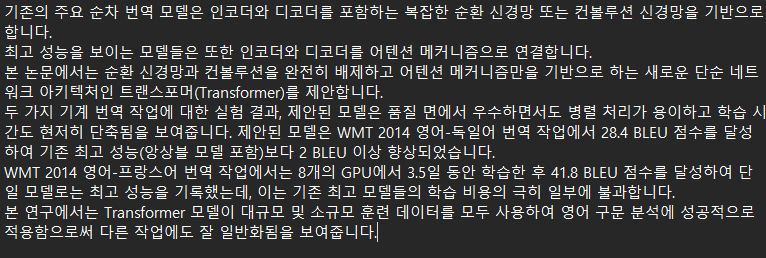 기존의 주요 순차 번역 모델은 인코더와 디코더를 포함하는 복잡한 순환 신경망 또는 컨볼루션 신경망을 기반으로
합니다.
최고 성능을 보이는 모델들은 또한 인코더와 디코더를 어텐션 메커니즘으로 연결합니다.
본 논문에서는 순환 신경망과 컨볼루션을 완전히 배제하고 어텐션 메커니즘만을 기반으로 하는 새로운 단순 네트
워크 아키텍처인 트랜스포머(Transformer)를 제안합니다.
두 가지 기계 번역 작업에 대한 실험 결과, 제안된 모델은 품질 면에서 우수하면서도 병렬 처리가 용이하고 학습 시
간도 현저히 단축됨을 보여줍니다. 제안된 모델은 WMT 2014 영어-독일어 번역 작업에서 28.4 BLEU 점수를 달성
하여 기존 최고 성능(앙상블 모델 포함)보다 2 BLEU 이상 향상되었습니다.
WMT 2014 영어-프랑스어 번역 작업에서는 8개의 GPU에서 3.5일 동안 학습한 후 41.8 BLEU 점수를 달성하여 단
일 모델로는 최고 성능을 기록했는데, 이는 기존 최고 모델들의 학습 비용의 극히 일부에 불과합니다.
본 연구에서는 Transformer 모델이 대규모 및 소규모 훈련 데이터를 모두 사용하여 영어 구문 분석에 성공적으로
적용함으로써 다른 작업에도 잘 일반화됨을 보여줍니다.